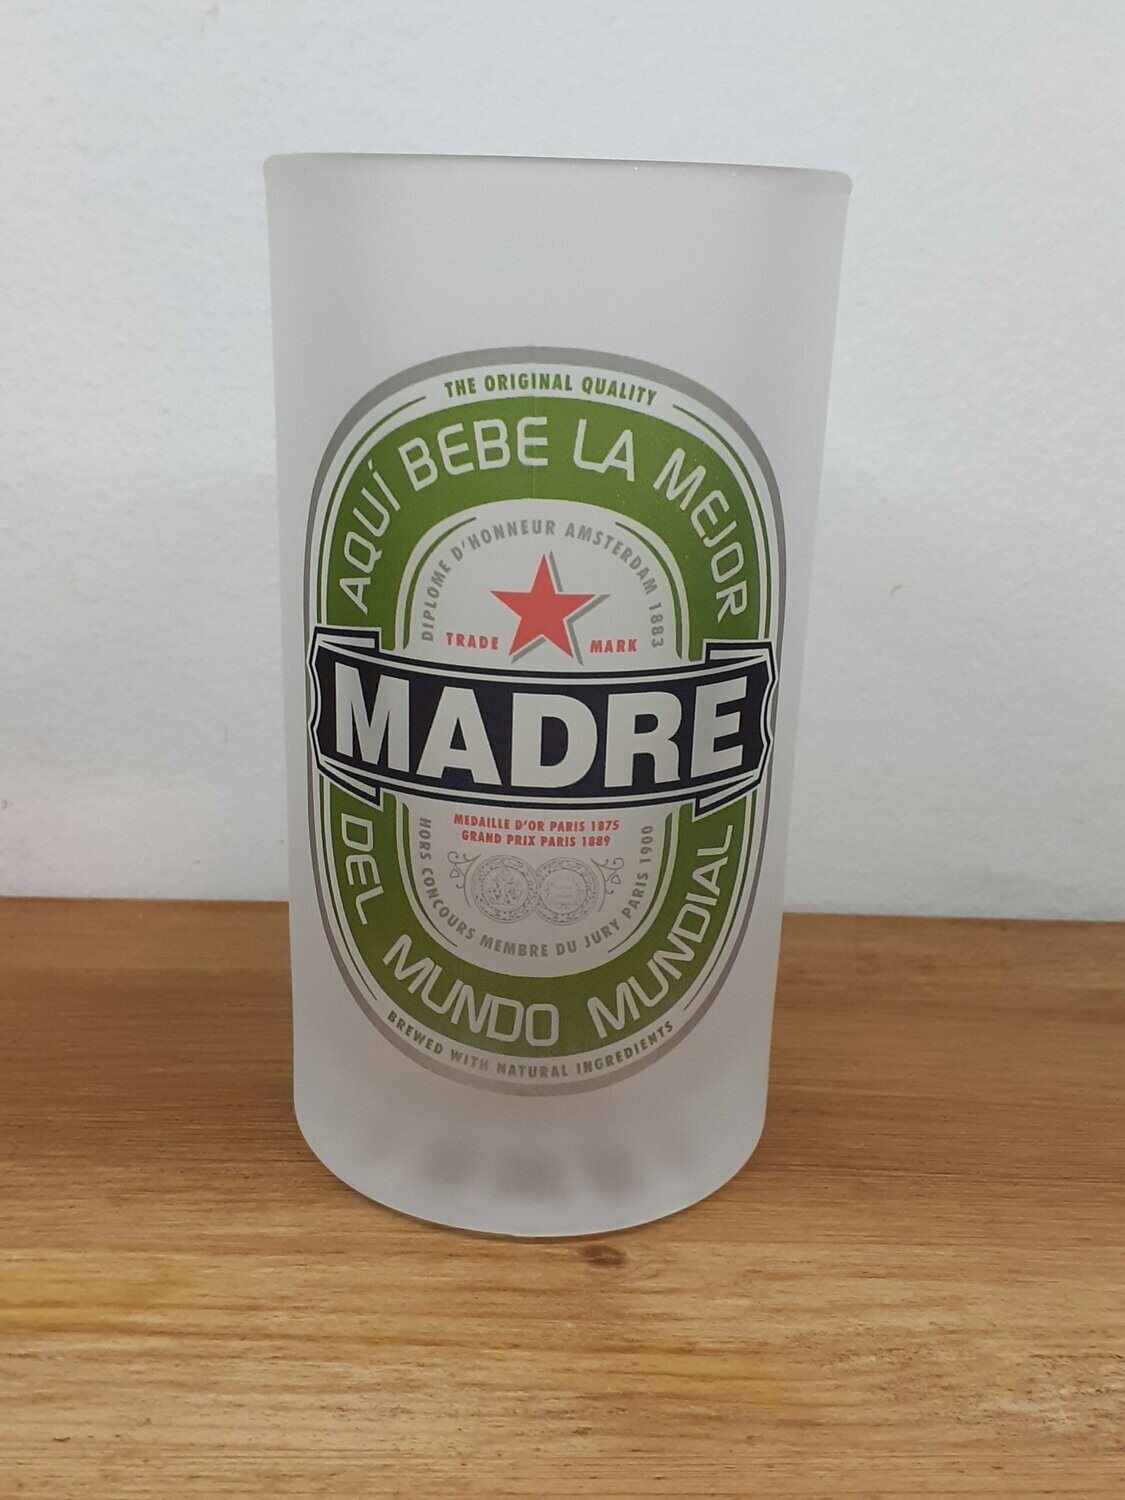 THE ORIGINAL QUALITY
AQUÍ BEBE LA MEJOR
DIPLOME D'HONNEUR AMSTERDAM 1883
TRADE MARK
MADRE
MEDAILLE D'OR PARIS 1875
GRAND PRIX PARIS 1889
HORS CONCOURS MEMBRE DU JURY PARIS 1900
DEL MUNDO MUNDIAL
BREWED WITH NATURAL INGREDIENTS